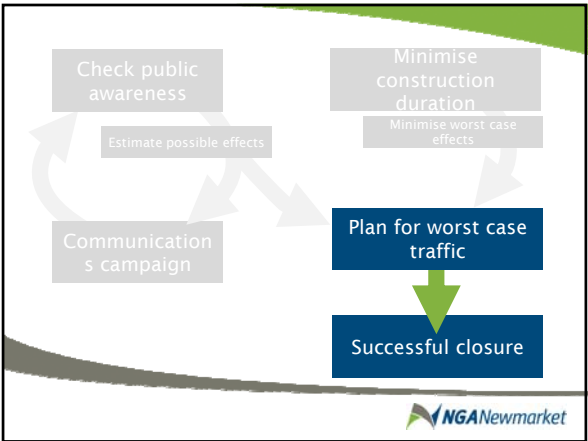 Check public
awareness
Minimise
construction
duration
Estimate possible effects
Minimise worst case
effects
Communication
s campaign
Plan for worst case
traffic
Successful closure
NGANewmarket